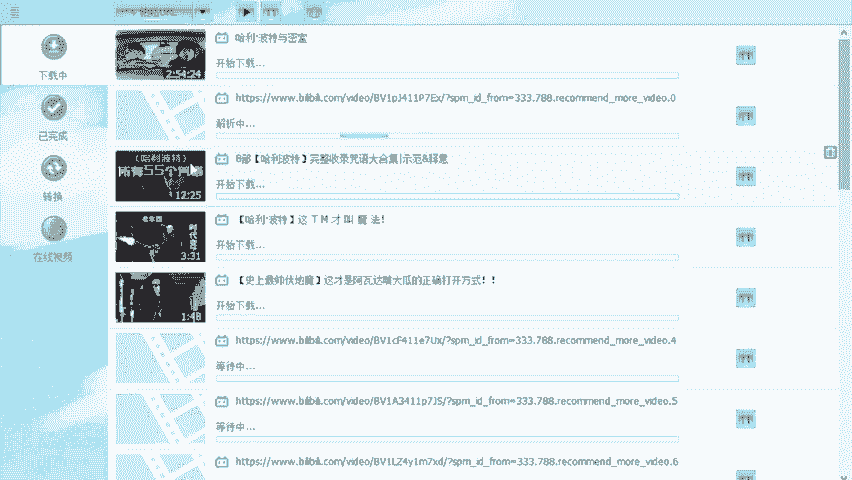 下载中
已完成
转换
在线视频
哈利·波特与密室
开始下载...
2:54:24
https://www.bilibili.com/video/BV1pJ411P7Ex/?spm_id_from=333.788.recommend_more_video.0
解析中...
8部【哈利波特】完整收录咒语大合集|示范&释意
开始下载...
(哈利波特)
所有55个
12:25
【哈利·波特】这 T M 才 叫 魔 法!
开始下载...
3:31
【史上最帅伏地魔】这才是阿瓦达啃大瓜的正确打开方式！！
开始下载...
1:48
https://www.bilibili.com/video/BV1cF411e7Ux/?spm_id_from=333.788.recommend_more_video.4
等待中...
https://www.bilibili.com/video/BV1A3411p7JS/?spm_id_from=333.788.recommend_more_video.5
等待中...
https://www.bilibili.com/video/BV1LZ4y1m7xd/?spm_id_from=333.788.recommend_more_video.6